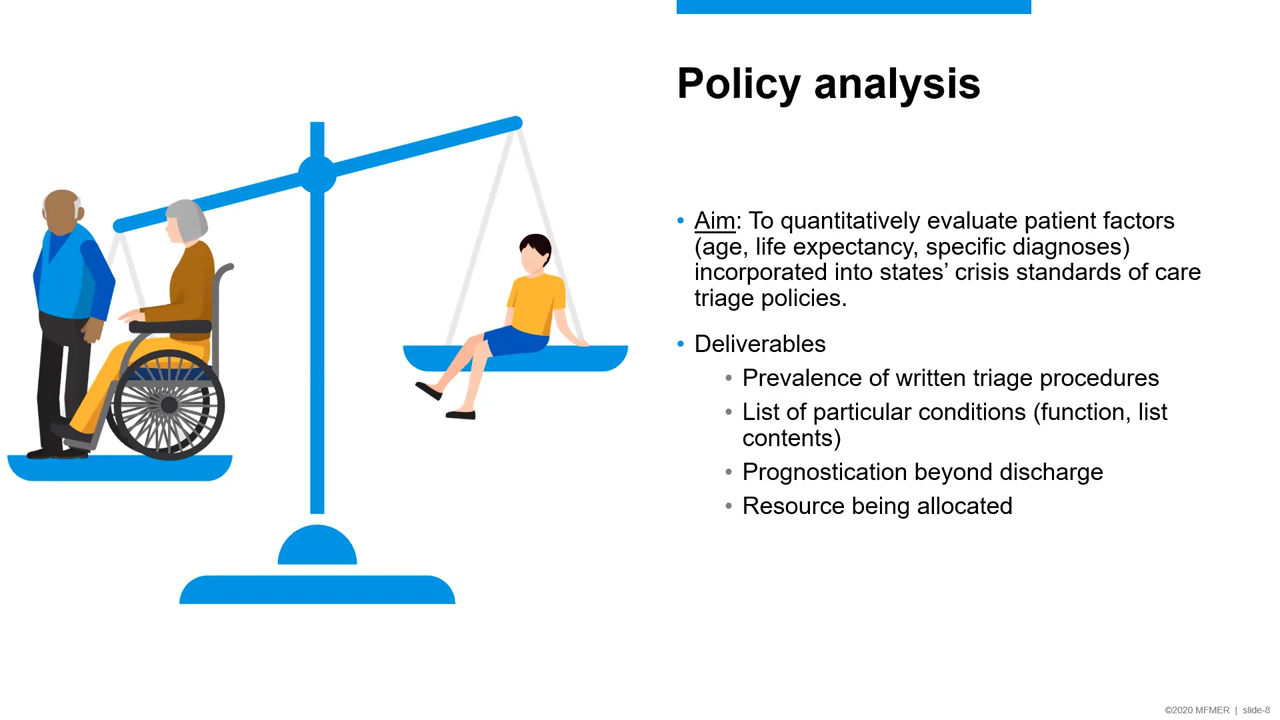 Policy analysis
• Aim: To quantitatively evaluate patient factors
(age, life expectancy, specific diagnoses)
incorporated into states’ crisis standards of care
triage policies.
• Deliverables
• Prevalence of written triage procedures
• List of particular conditions (function, list
contents)
• Prognostication beyond discharge
• Resource being allocated
©2020 MFMER | slide-8